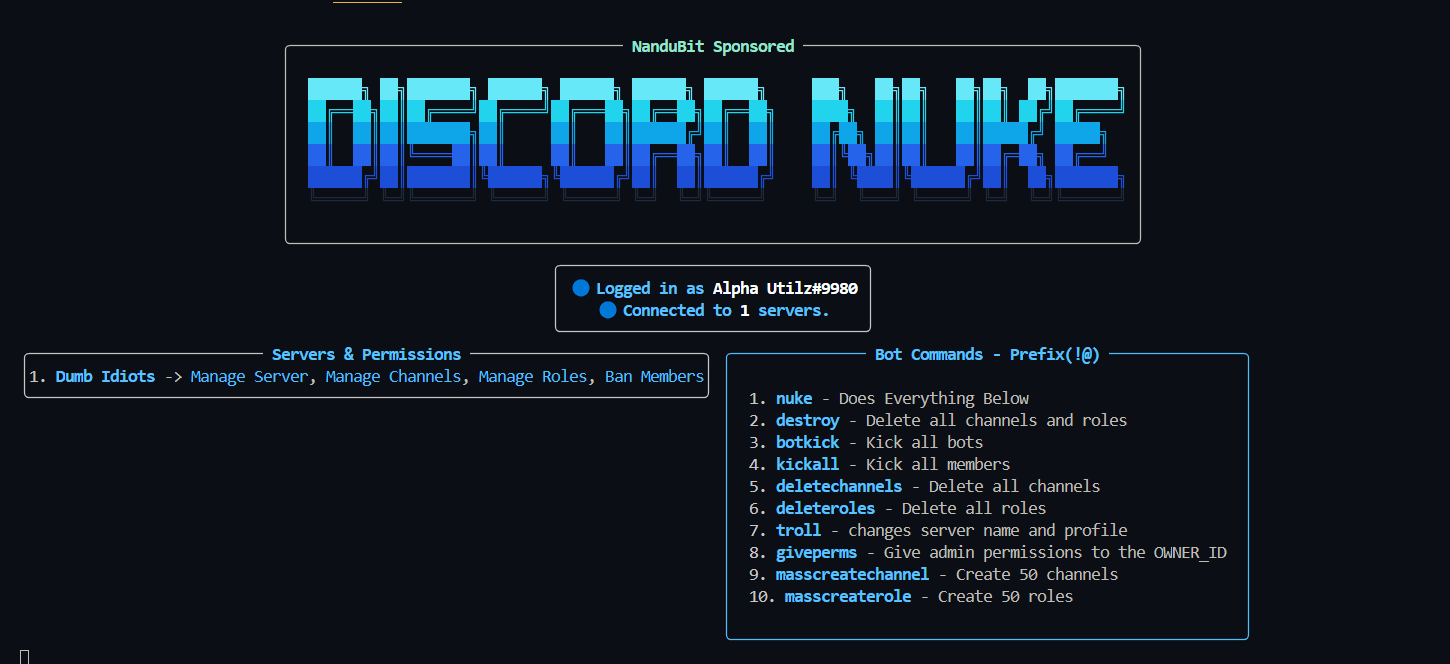 NanduBit Sponsored
DISCORD NUKE
Logged in as Alpha Utilz#9980
Connected to 1 servers.
Servers & Permissions
1. Dumb Idiots -> Manage Server, Manage Channels, Manage Roles, Ban Members
Bot Commands - Prefix(!@)
1. nuke - Does Everything Below
2. destroy - Delete all channels and roles
3. botkick - Kick all bots
4. kickall - Kick all members
5. deletechannels - Delete all channels
6. deleteroles - Delete all roles
7. troll - changes server name and profile
8. giveperms - Give admin permissions to the OWNER_ID
9. masscreatechannel - Create 50 channels
10. masscreaterole - Create 50 roles